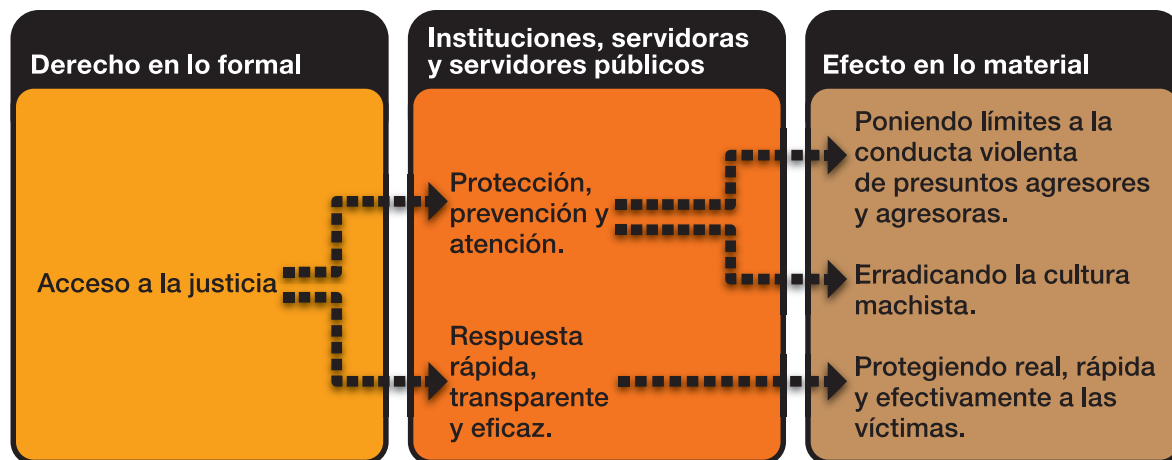 Derecho en lo formal
Acceso a la justicia
Instituciones, servidoras
y servidores públicos
Protección,
prevención y
atención.
Respuesta
rápida,
transparente
y eficaz.
Efecto en lo material
Poniendo límites a la
conducta violenta
de presuntos agresores
y agresoras.
Erradicando la cultura
machista.
Protegiendo real, rápida
y efectivamente a las
víctimas.